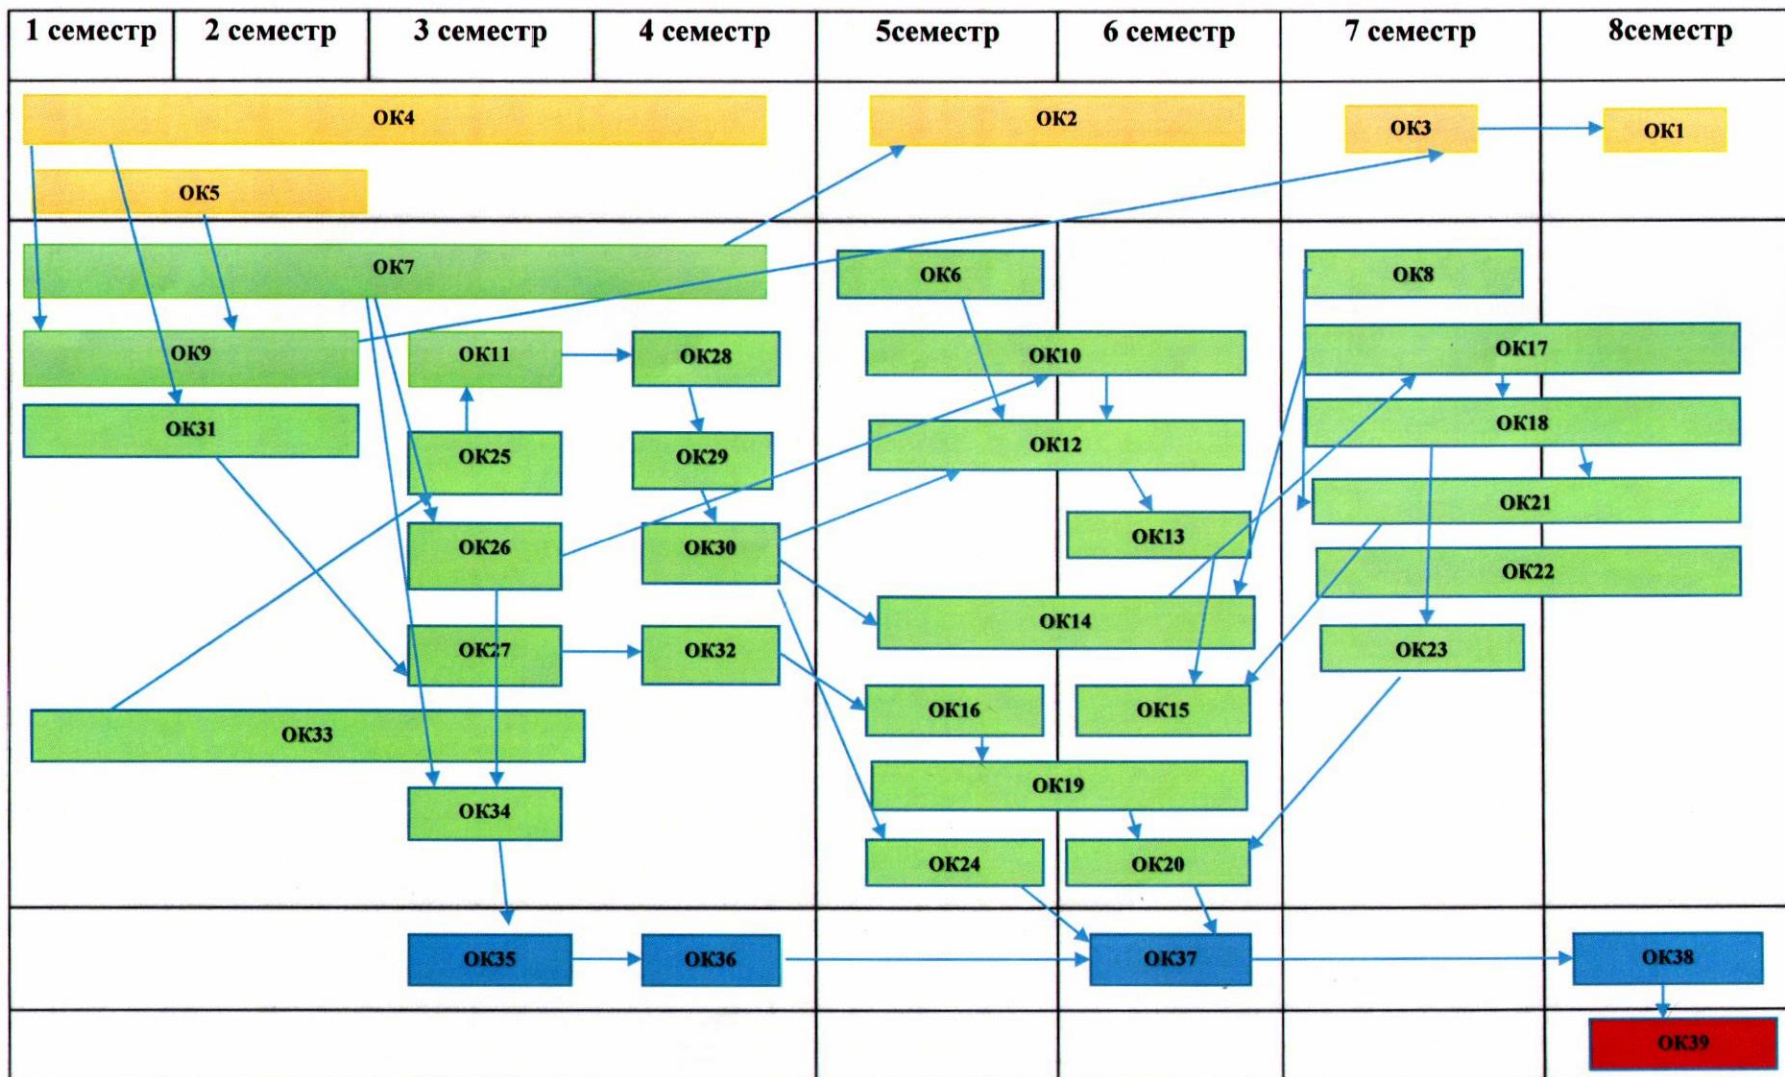 1 семестр 2 семестр 3 семестр 4 семестр 5семестр 6 семестр 7 семестр 8семестр
ОК4 ОК2 ОК3 ОК1
ОК5
ОК7 ОК6 ОК8
ОК9 ОК11 ОК28 ОК10 ОК17
ОК31 ОК25 ОК29 ОК12 ОК18
ОК21
ОК26 ОК30 ОК13
ОК22
ОК27 ОК32 ОК14 ОК23
ОК33 ОК16 ОК15
ОК34 ОК19
ОК24 ОК20
ОК35 ОК36 ОК37 ОК38
ОК39